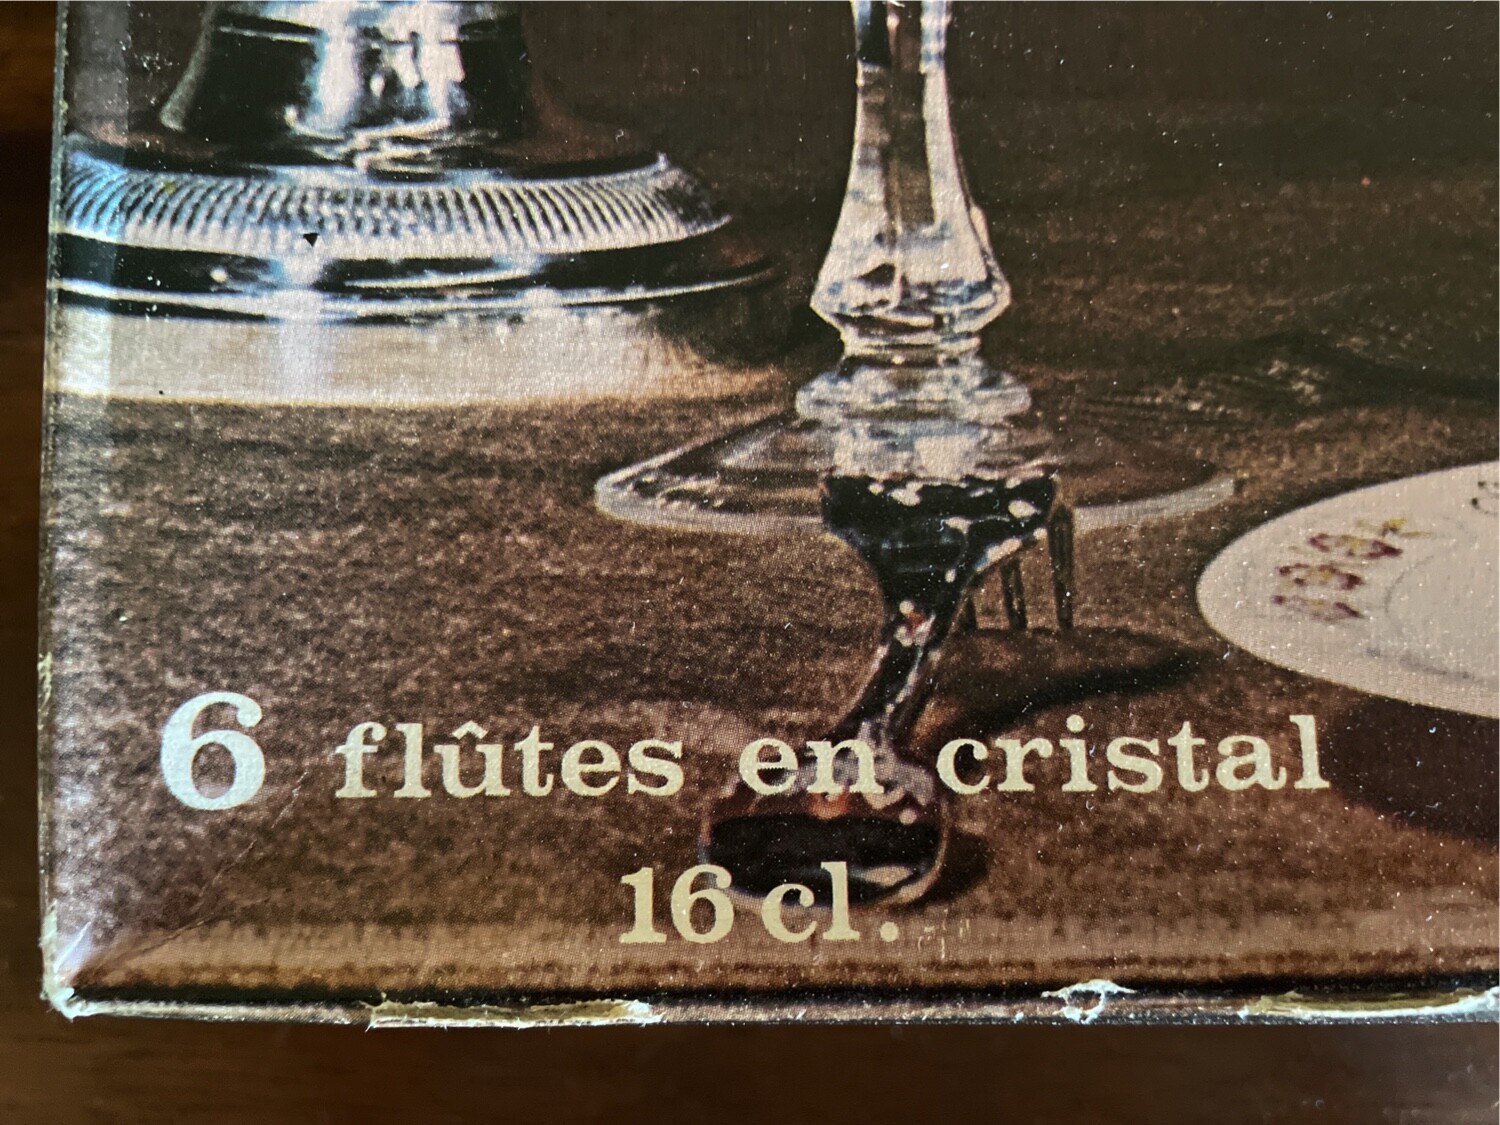 6 flûtes en cristal
16 cl.